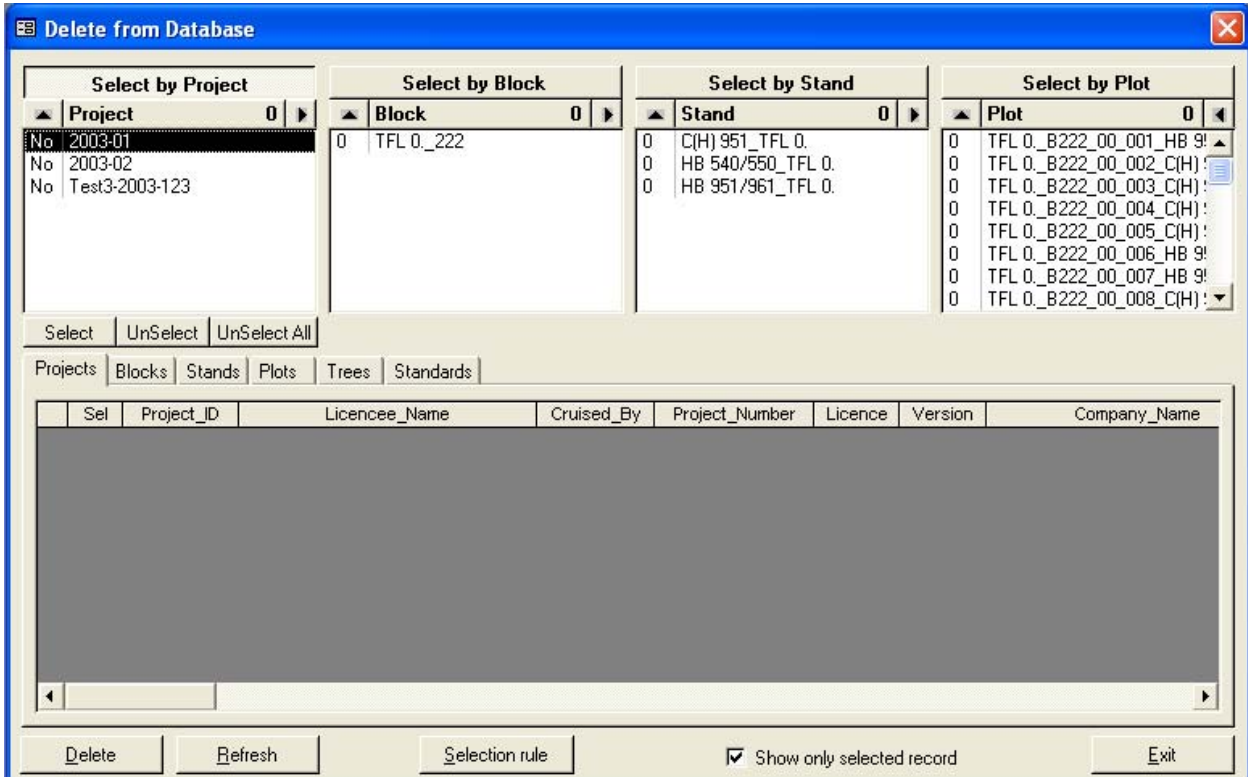 Delete from Database
Select by Project
Select by Block
Select by Stand
Select by Plot
Project 0
Block 0
Stand 0
Plot 0
No 2003-01
No 2003-02
No Test3-2003-123
0 TFL 0._222
0 C(H) 951_TFL 0.
0 HB 540/550_TFL 0.
0 HB 951/961_TFL 0.
0 TFL 0._B222_00_001_HB
0 TFL 0._B222_00_002_C(H)
0 TFL 0._B222_00_003_C(H)
0 TFL 0._B222_00_004_C(H)
0 TFL 0._B222_00_005_C(H)
0 TFL 0._B222_00_006_HB
0 TFL 0._B222_00_007_HB
0 TFL 0._B222_00_008_C(H)
Select UnSelect UnSelect All
Projects Blocks Stands Plots Trees Standards
Sel Project_ID Licencee_Name Cruised_By Project_Number Licence Version Company_Name
Delete Refresh Selection rule Show only selected record Exit